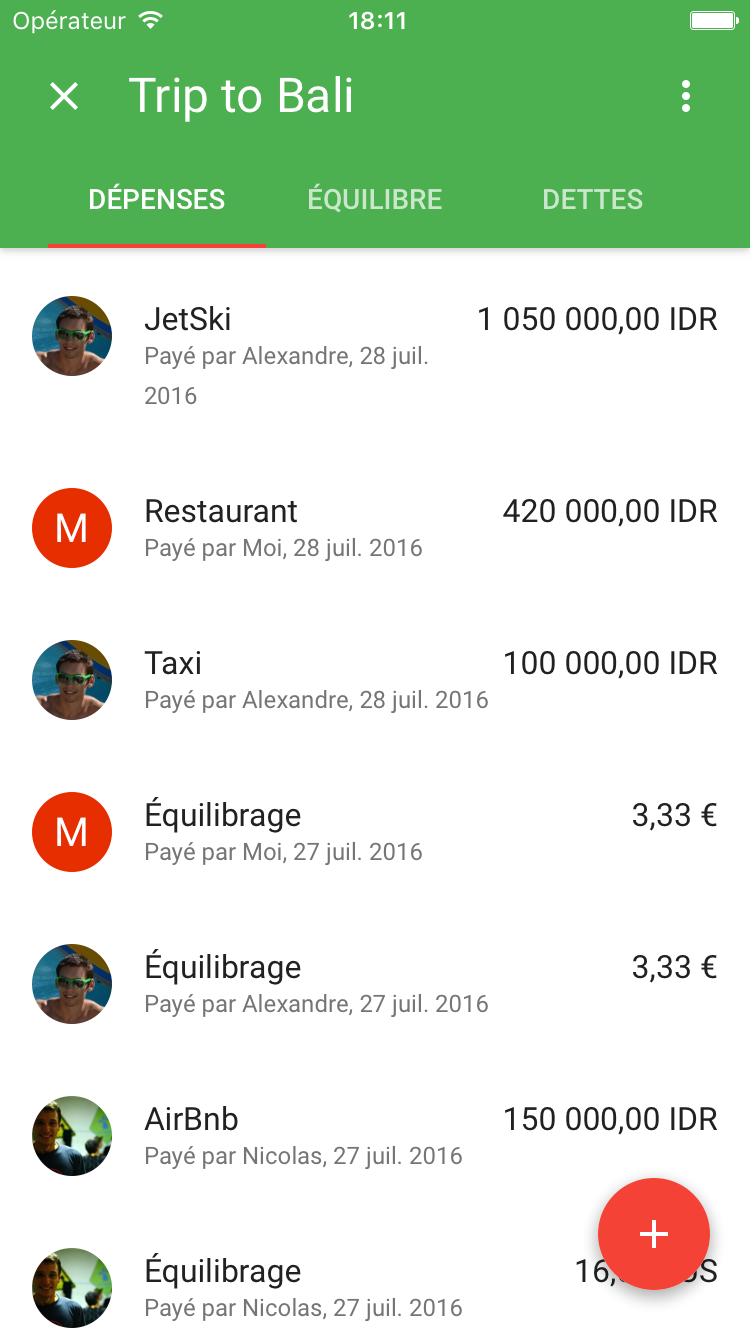 Opérateur 18:11
Trip to Bali
DÉPENSES ÉQUILIBRE DETTES
JetSki 1 050 000,00 IDR
Payé par Alexandre, 28 juil.
2016
M
Restaurant 420 000,00 IDR
Payé par Moi, 28 juil. 2016
Taxi 100 000,00 IDR
Payé par Alexandre, 28 juil. 2016
M
Équilibrage 3,33 €
Payé par Moi, 27 juil. 2016
Équilibrage 3,33 €
Payé par Alexandre, 27 juil. 2016
AirBnb 150 000,00 IDR
Payé par Nicolas, 27 juil. 2016
+
Équilibrage
Payé par Nicolas, 27 juil. 2016